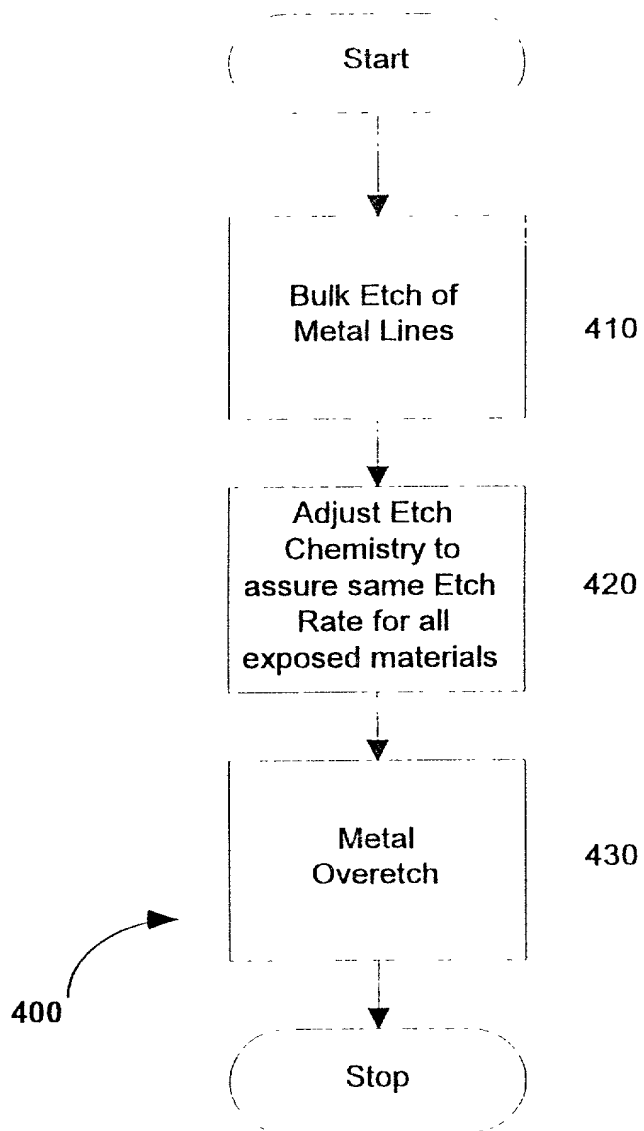 Start
Bulk Etch of
Metal Lines
410
Adjust Etch
Chemistry to
assure same Etch
Rate for all
exposed materials
420
Metal
Overetch
430
400
Stop